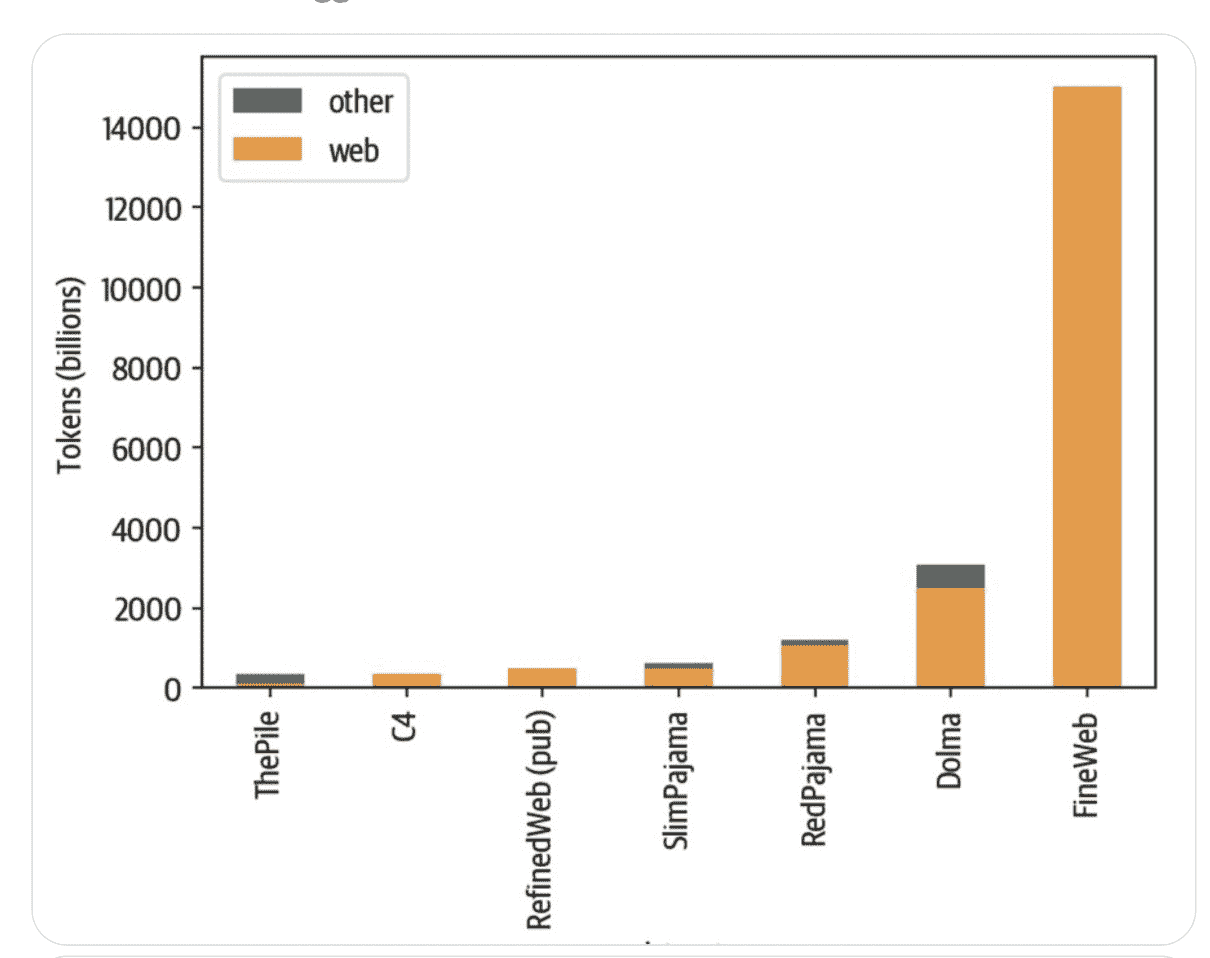 other
web
14000
12000
10000
8000
6000
4000
2000
0
Tokens (billions)
ThePile
C4
RefinedWeb (pub)
SlimPajama
RedPajama
Dolma
FineWeb